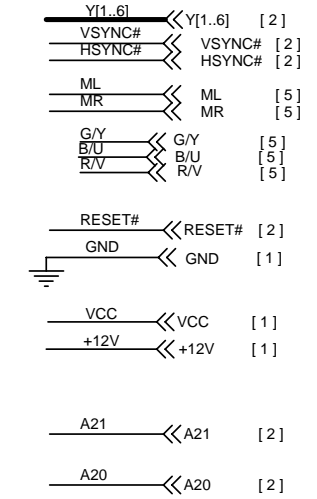 Y[1..6] Y[1..6] [ 2 ]
VSYNC# VSYNC# [ 2 ]
HSYNC# HSYNC# [ 2 ]
ML ML [ 5 ]
MR MR [ 5 ]
G/Y G/Y [ 5 ]
B/U B/U [ 5 ]
R/V R/V [ 5 ]
RESET# RESET# [ 2 ]
GND GND [ 1 ]
VCC VCC [ 1 ]
+12V +12V [ 1 ]
A21 A21 [ 2 ]
A20 A20 [ 2 ]